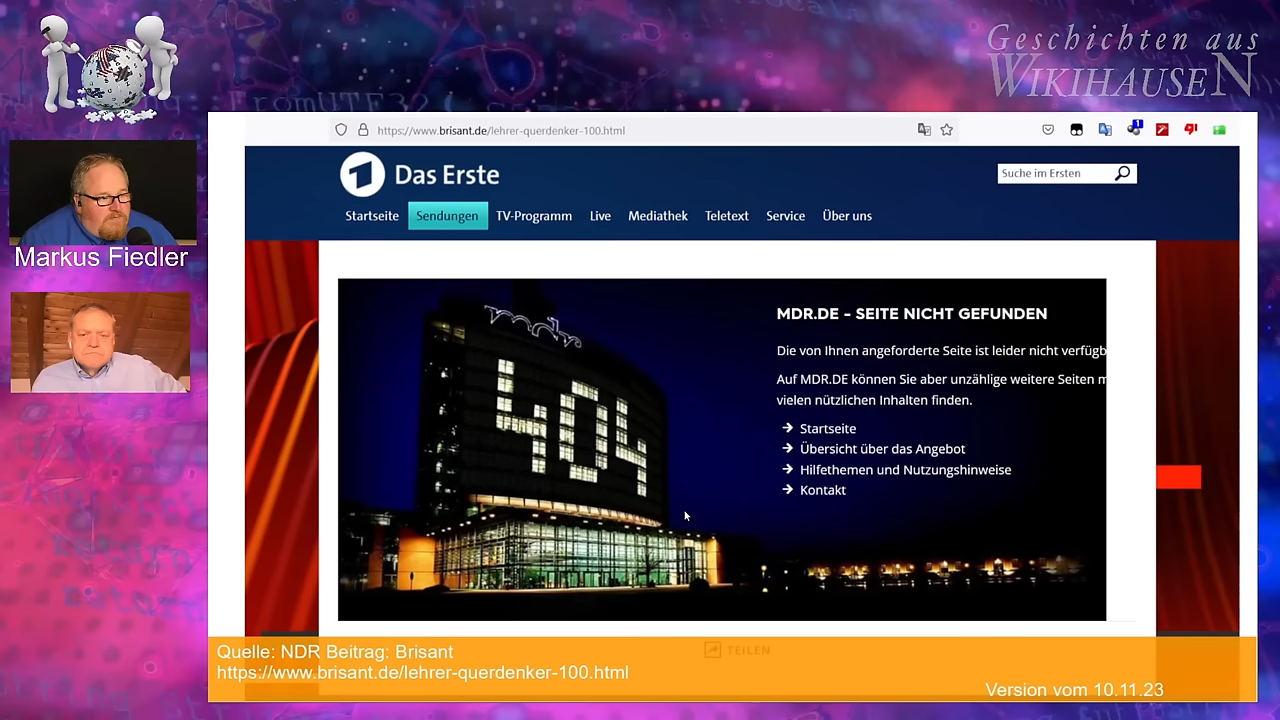 Geschichten aus
WIKIHAUSEN
FromUTF32
https://www.brisant.de/lehrer-querdenker-100.html
1
Das Erste
Suche im Ersten
Startseite
Sendungen
TV-Programm
Live
Mediathek
Teletext
Service
Über uns
Markus Fiedler
mdr
404
MDR.DE – SEITE NICHT GEFUNDEN
Die von Ihnen angeforderte Seite ist leider nicht verfügb
Auf MDR.DE können Sie aber unzählige weitere Seiten m
vielen nützlichen Inhalten finden.
Startseite
Übersicht über das Angebot
Hilfethemen und Nutzungshinweise
Kontakt
TEILEN
Quelle: NDR Beitrag: Brisant
https://www.brisant.de/lehrer-querdenker-100.html
Version vom 10.11.23